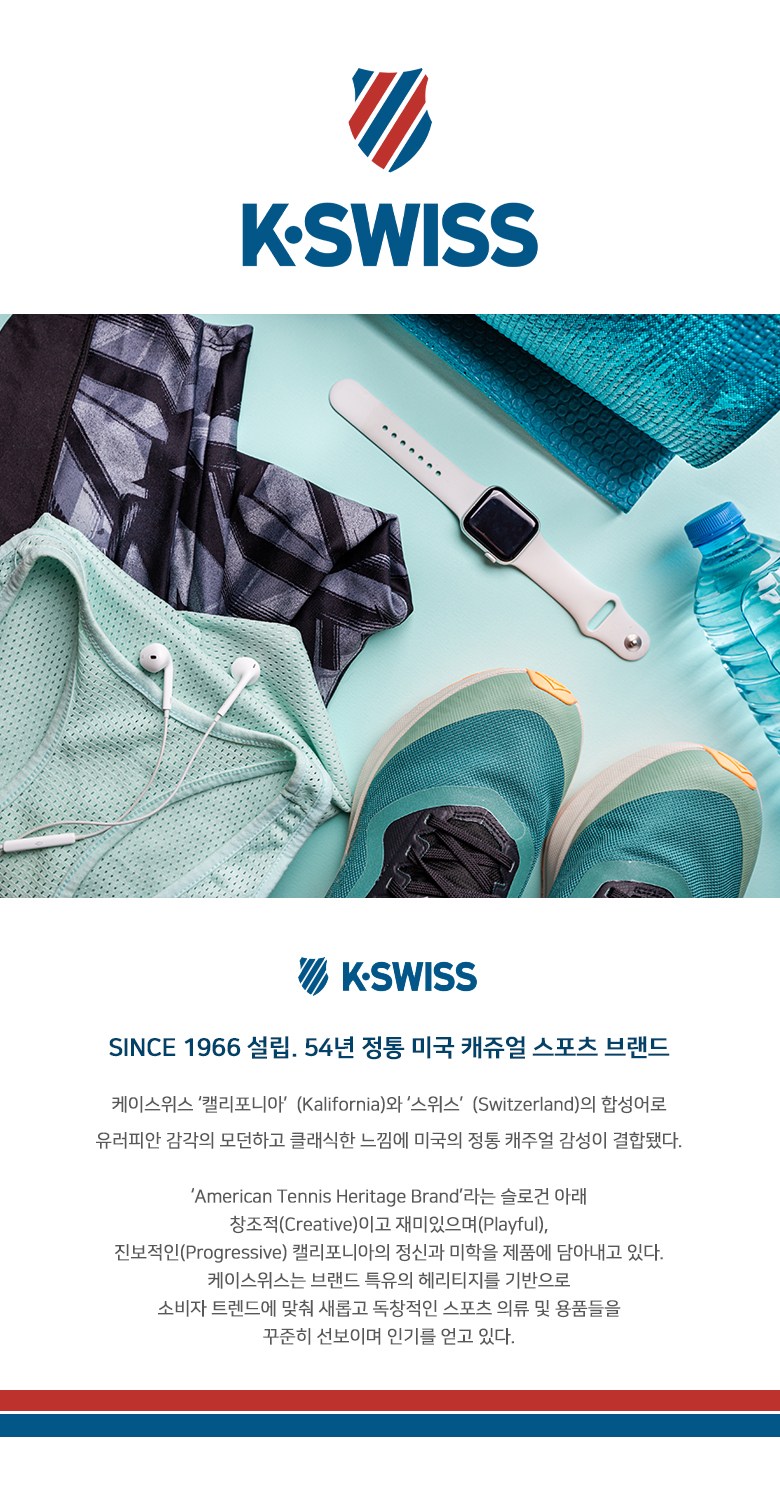 K·SWISS
K·SWISS
SINCE 1966 설립. 54년 정통 미국 캐쥬얼 스포츠 브랜드
케이스위스 ‘캘리포니아’ (Kalifornia)와 ‘스위스’ (Switzerland)의 합성어로
유러피안 감각의 모던하고 클래식한 느낌에 미국의 정통 캐주얼 감성이 결합됐다.
‘American Tennis Heritage Brand’라는 슬로건 아래
창조적(Creative)이고 재미있으며(Playful),
진보적인(Progressive) 캘리포니아의 정신과 미학을 제품에 담아내고 있다.
케이스위스는 브랜드 특유의 헤리티지를 기반으로
소비자 트렌드에 맞춰 새롭고 독창적인 스포츠 의류 및 용품들을
꾸준히 선보이며 인기를 얻고 있다.